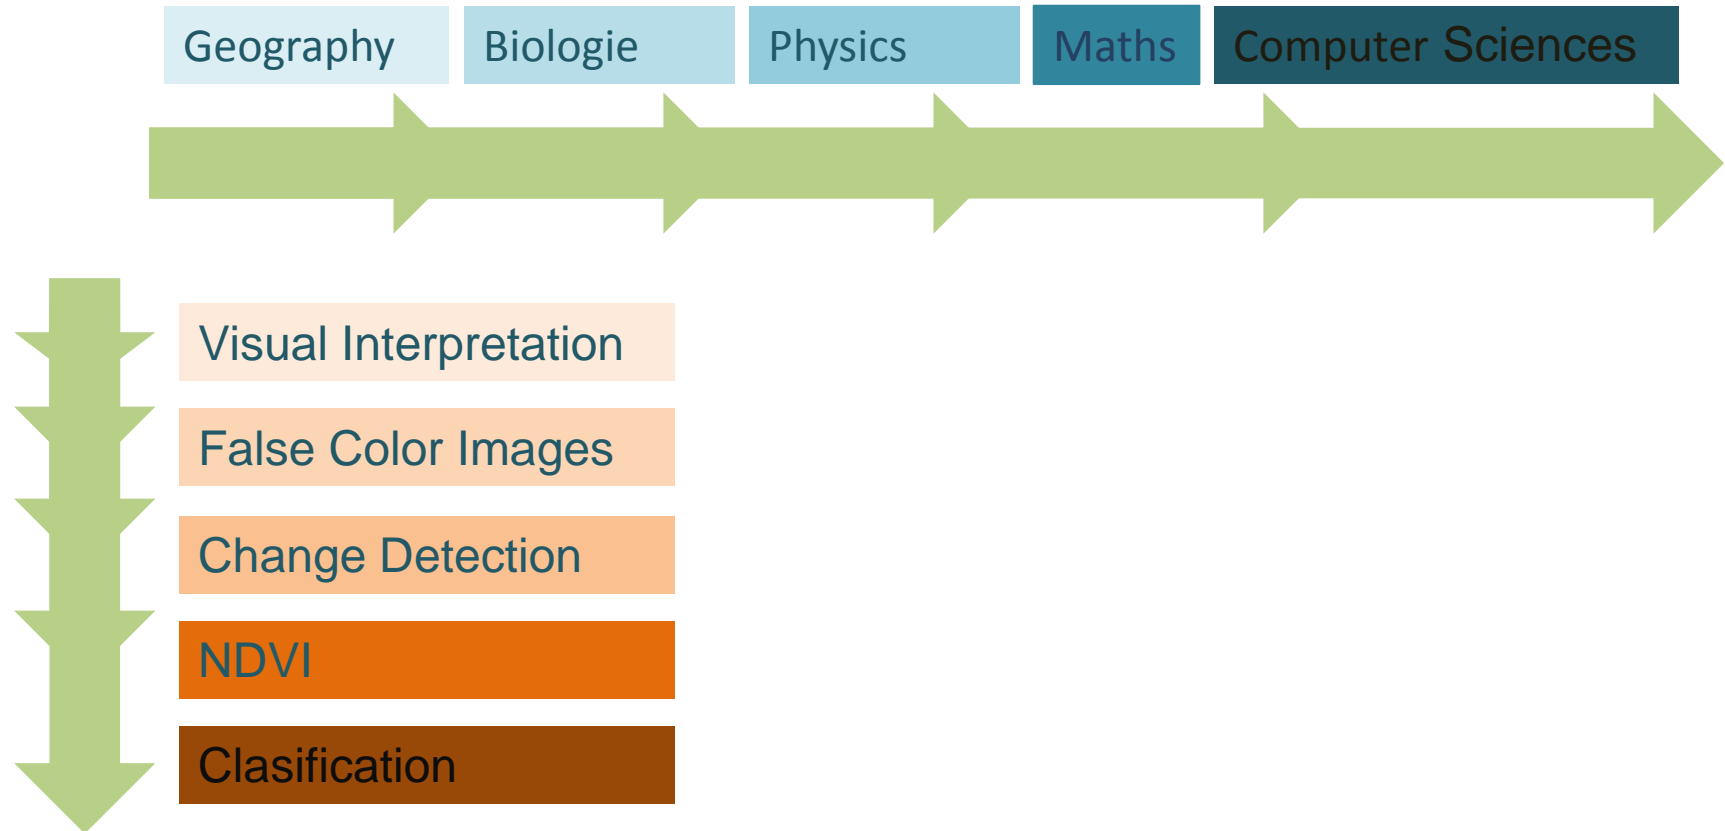 Geography Biologie Physics Maths Computer Sciences
Visual Interpretation
False Color Images
Change Detection
NDVI
Clasification